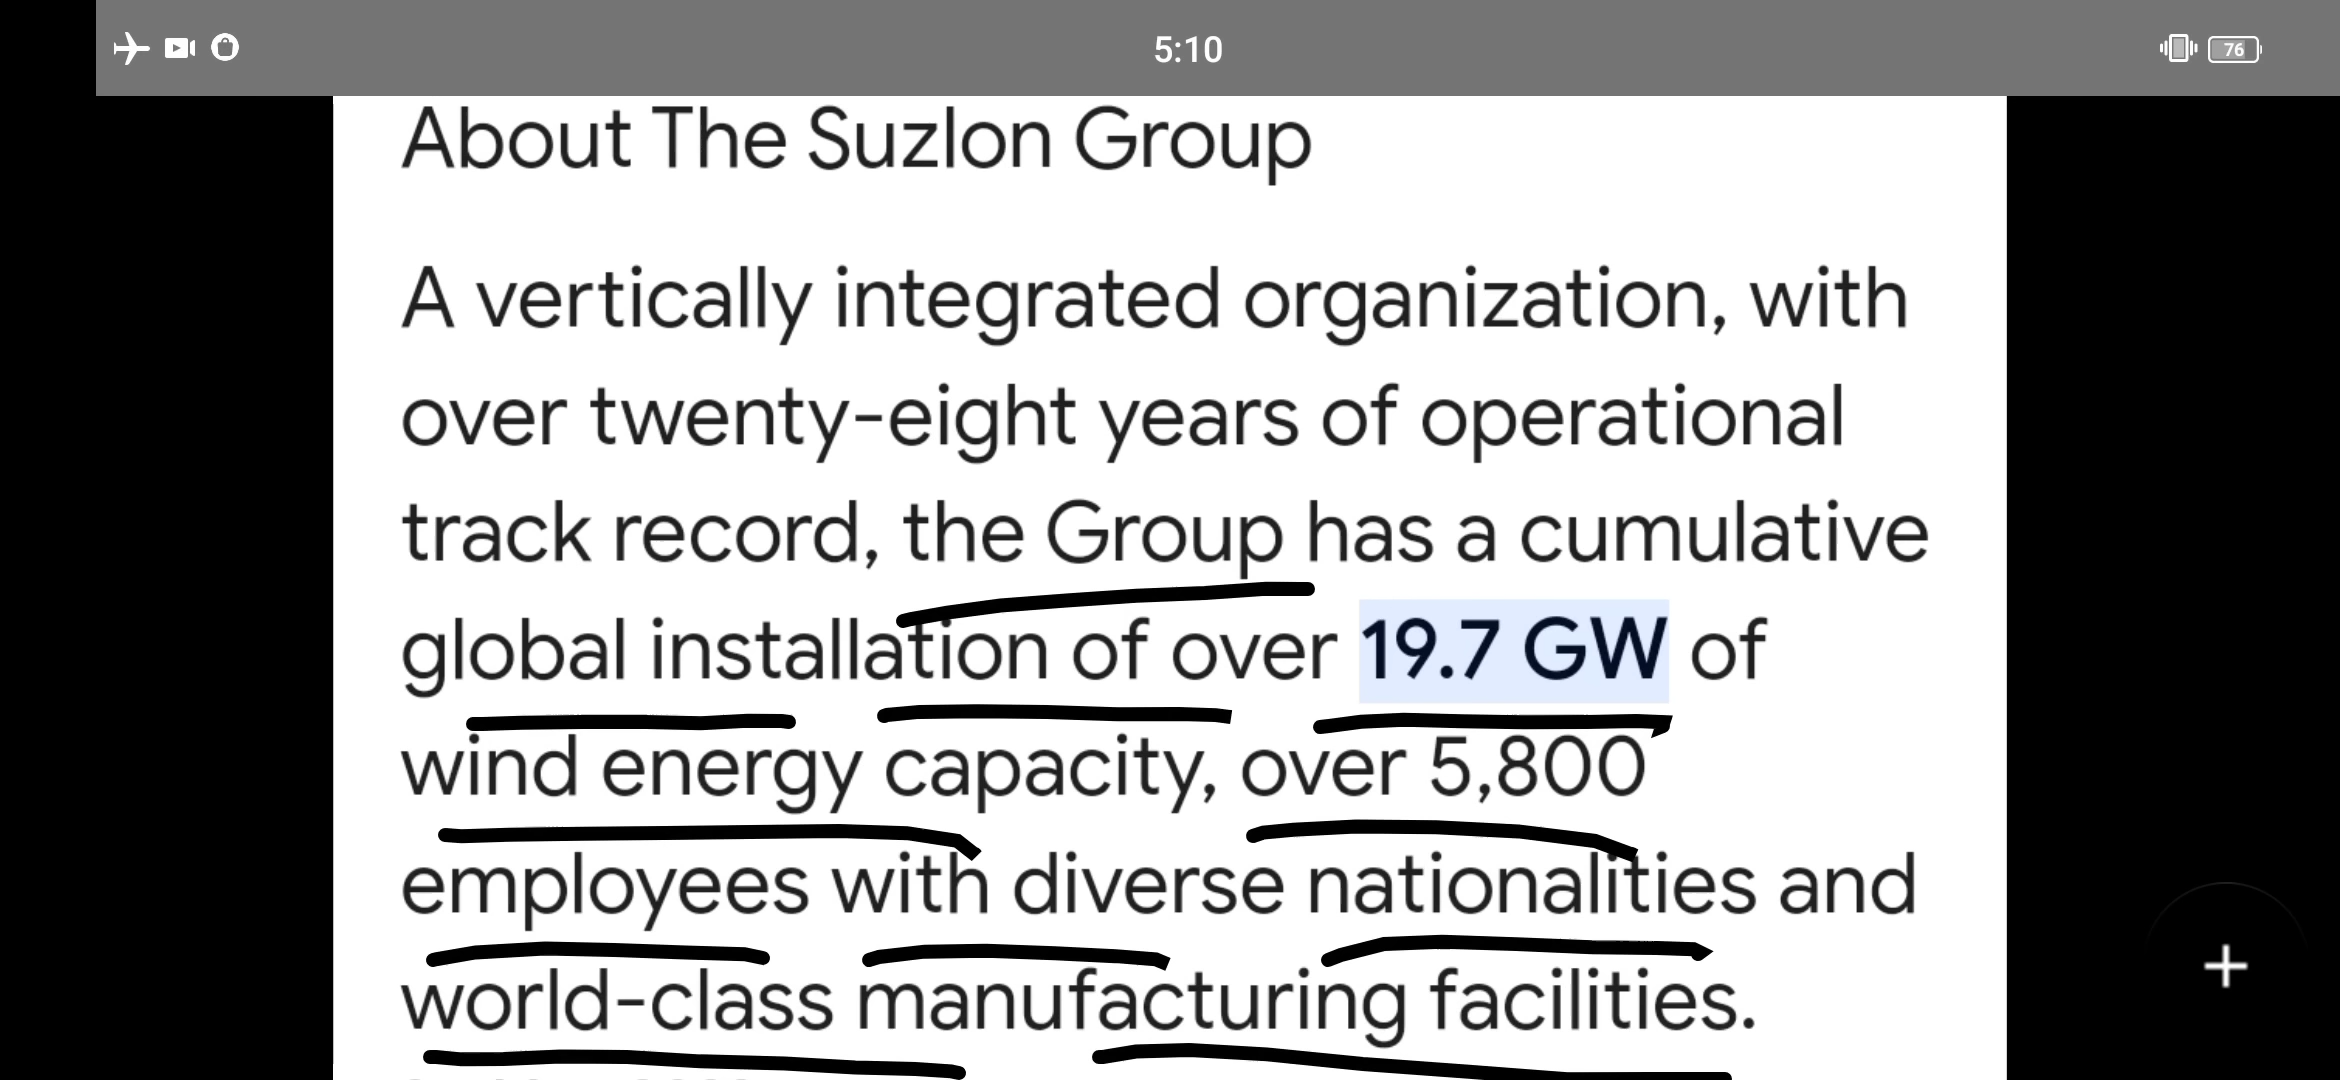 5:10
76
About The Suzlon Group
A vertically integrated organization, with
over twenty-eight years of operational
track record, the Group has a cumulative
global installation of over 19.7 GW of
wind energy capacity, over 5,800
employees with diverse nationalities and
world-class manufacturing facilities.